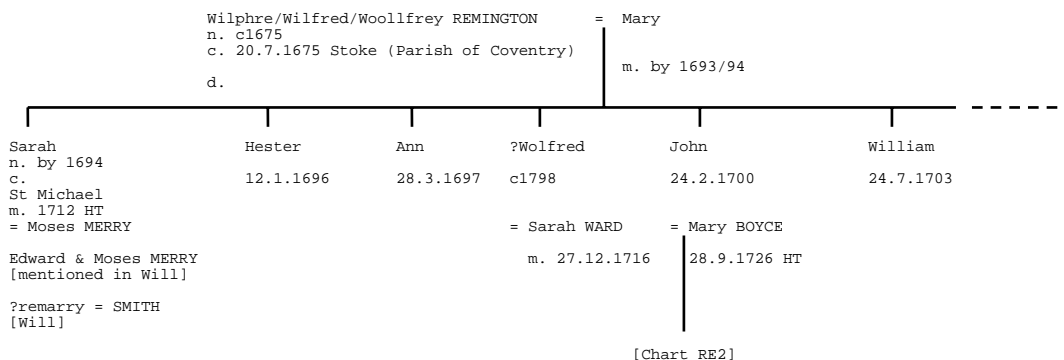 Wilphre/Wilfred/Woollfrey REMINGTON = Mary
n. c1675
c. 20.7.1675 Stoke (Parish of Coventry)
m. by 1693/94
d.
Sarah
n. by 1694
c.
St Michael
m. 1712 HT
= Moses MERRY
Edward & Moses MERRY
[mentioned in Will]
?remarry = SMITH
[Will]
Hester
12.1.1696
Ann
28.3.1697
?Wolfred
c1798
= Sarah WARD
m. 27.12.1716
John
24.2.1700
= Mary BOYCE
28.9.1726 HT
[Chart RE2]
William
24.7.1703